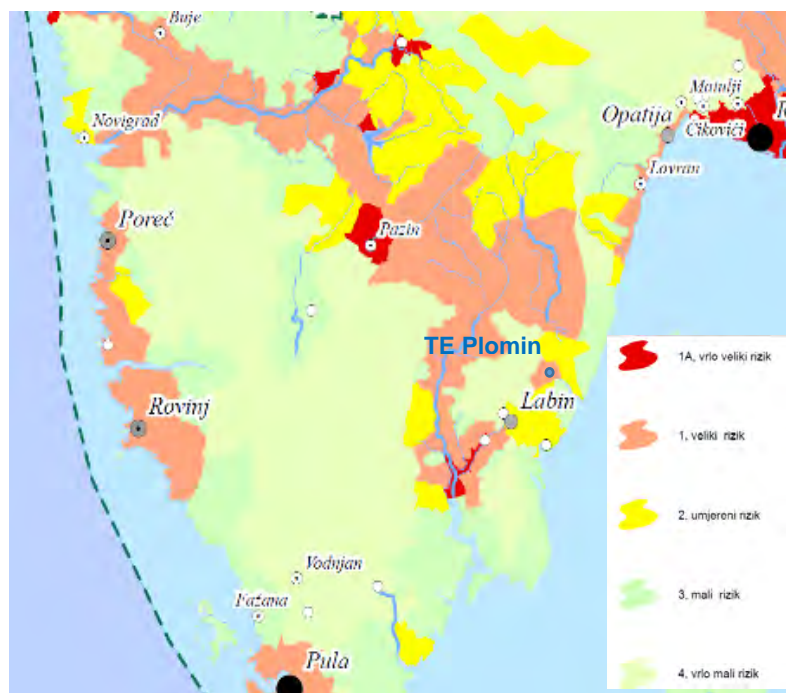 Buje
Matulji
Novigrad
Opatija
Cikovići
Lovran
Poreč
Pazin
TE Plomin
1A, vrlo veliki rizik
Labin
Rovinj
1, veliki rizik
2, umjereni rizik
Vodnjan
3, mali rizik
Fažana
Pula
4, vrlo mali rizik